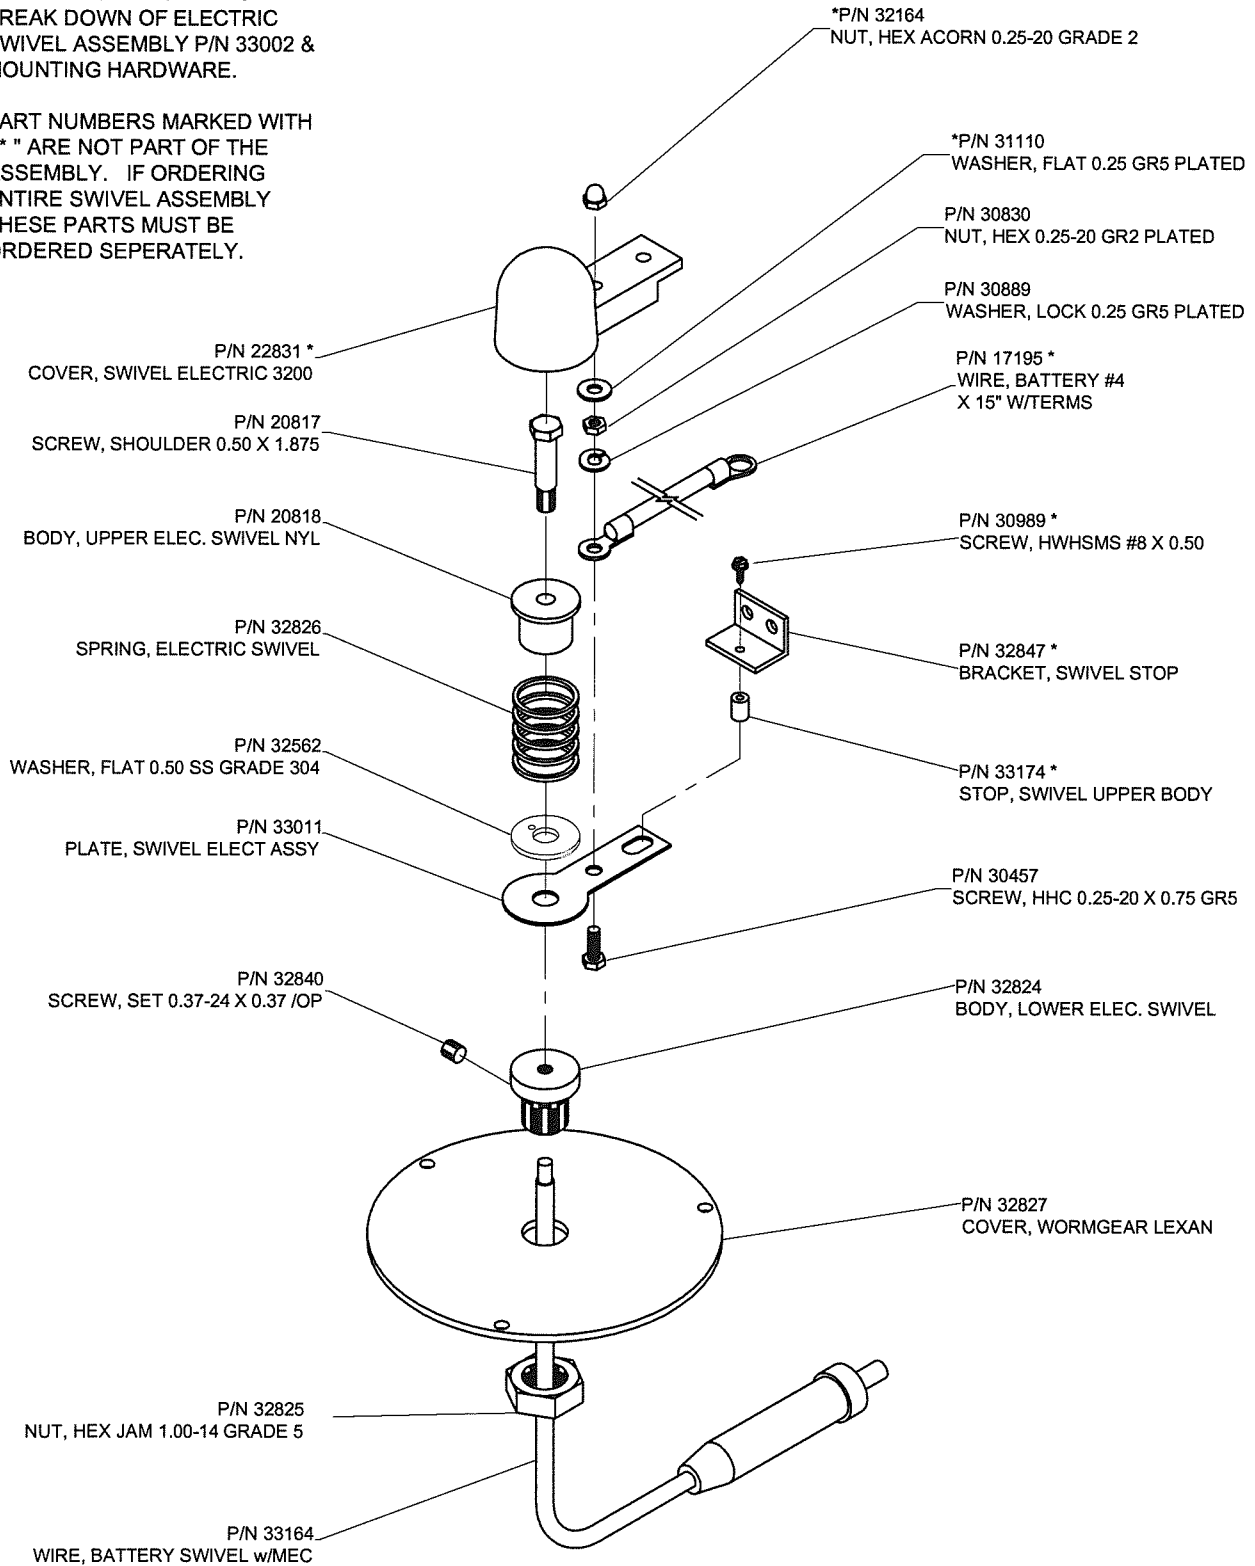 REAK DOWN OF ELECTRIC
WIVEL ASSEMBLY P/N 33002 &
OUNTING HARDWARE.
ART NUMBERS MARKED WITH
* " ARE NOT PART OF THE
SSEMBLY. IF ORDERING
NTIRE SWIVEL ASSEMBLY
HESE PARTS MUST BE
RDERED SEPERATELY.
*P/N 32164
NUT, HEX ACORN 0.25-20 GRADE 2
*P/N 31110
WASHER, FLAT 0.25 GR5 PLATED
P/N 30830
NUT, HEX 0.25-20 GR2 PLATED
P/N 30889
WASHER, LOCK 0.25 GR5 PLATED
P/N 22831 *
COVER, SWIVEL ELECTRIC 3200
P/N 17195 *
WIRE, BATTERY #4
X 15" W/TERMS
P/N 20817
SCREW, SHOULDER 0.50 X 1.875
P/N 20818
BODY, UPPER ELEC. SWIVEL NYL
P/N 30989 *
SCREW, HWHSMS #8 X 0.50
P/N 32826
SPRING, ELECTRIC SWIVEL
P/N 32847 *
BRACKET, SWIVEL STOP
P/N 32562
WASHER, FLAT 0.50 SS GRADE 304
P/N 33174 *
STOP, SWIVEL UPPER BODY
P/N 33011
PLATE, SWIVEL ELECT ASSY
P/N 30457
SCREW, HHC 0.25-20 X 0.75 GR5
P/N 32840
SCREW, SET 0.37-24 X 0.37 /OP
P/N 32824
BODY, LOWER ELEC. SWIVEL
P/N 32827
COVER, WORMGEAR LEXAN
P/N 32825
NUT, HEX JAM 1.00-14 GRADE 5
P/N 33164
WIRE, BATTERY SWIVEL w/MEC